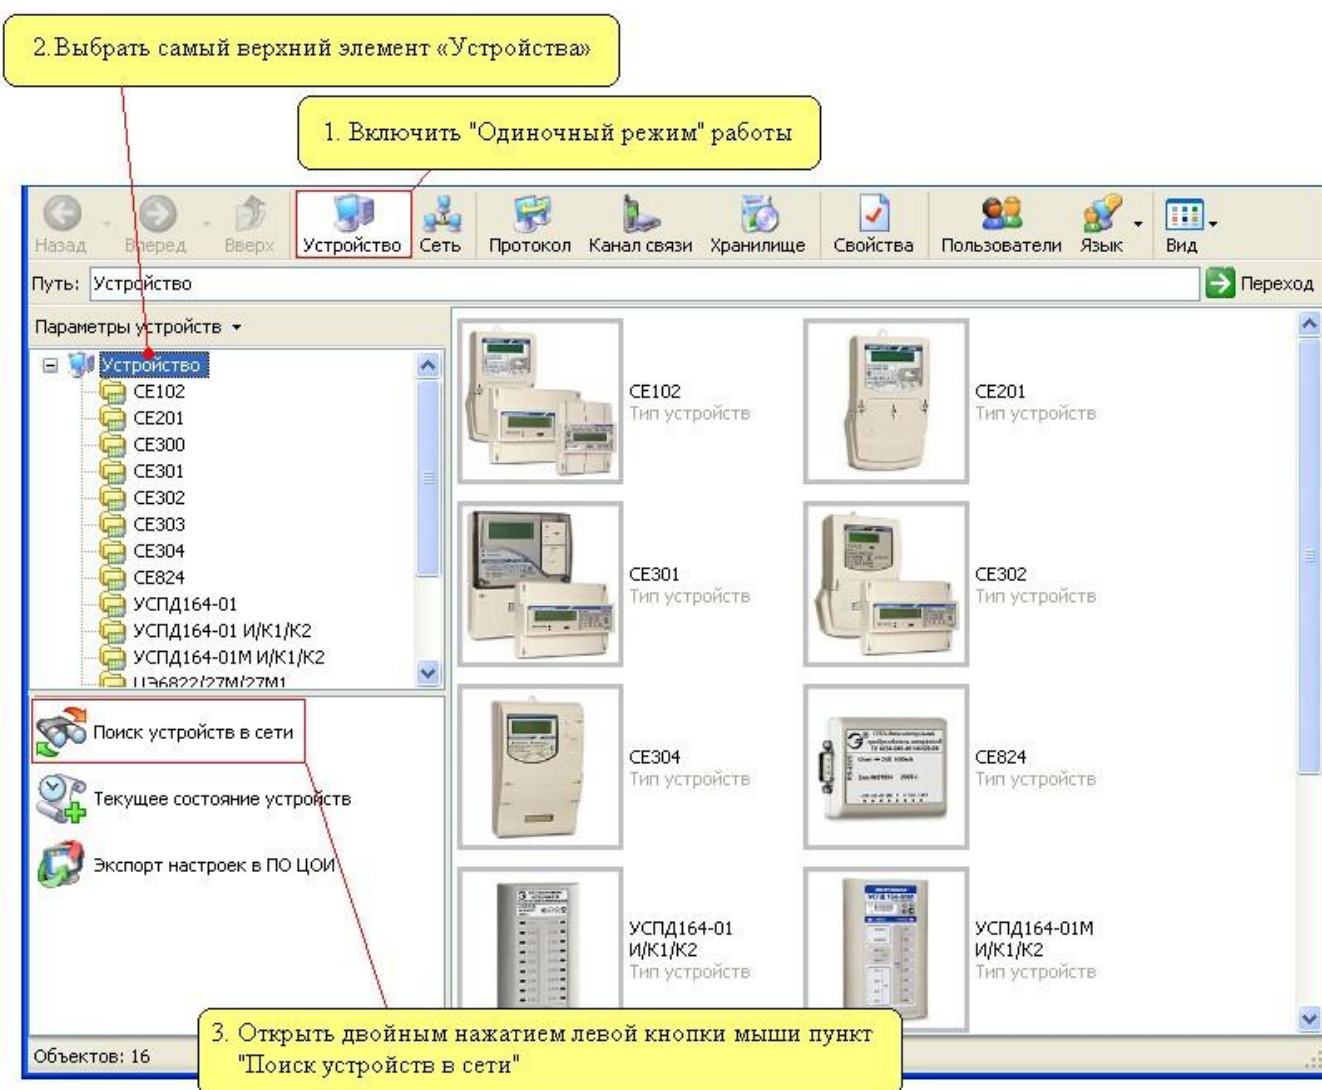 2. Выбрать самый верхний элемент «Устройства»
1. Включить "Одиночный режим" работы
Назад Вперед Вверх Устройство Сеть Протокол Канал связи Хранилище Свойства Пользователи Язык Вид
Путь: Устройство Переход
Параметры устройств
Устройство
CE102
CE201
CE300
CE301
CE302
CE303
CE304
CE824
УСПД164-01
УСПД164-01 И/К1/К2
УСПД164-01М И/К1/К2
ЦЭ6822/27М/27М1
CE102
Тип устройств
CE201
Тип устройств
CE301
Тип устройств
CE302
Тип устройств
CE304
Тип устройств
CE824
Тип устройств
УСПД164-01
И/К1/К2
Тип устройств
УСПД164-01М
И/К1/К2
Тип устройств
Поиск устройств в сети
Текущее состояние устройств
Экспорт настроек в ПО ЦОИ
3. Открыть двойным нажатием левой кнопки мыши пункт
"Поиск устройств в сети"
Объектов: 16